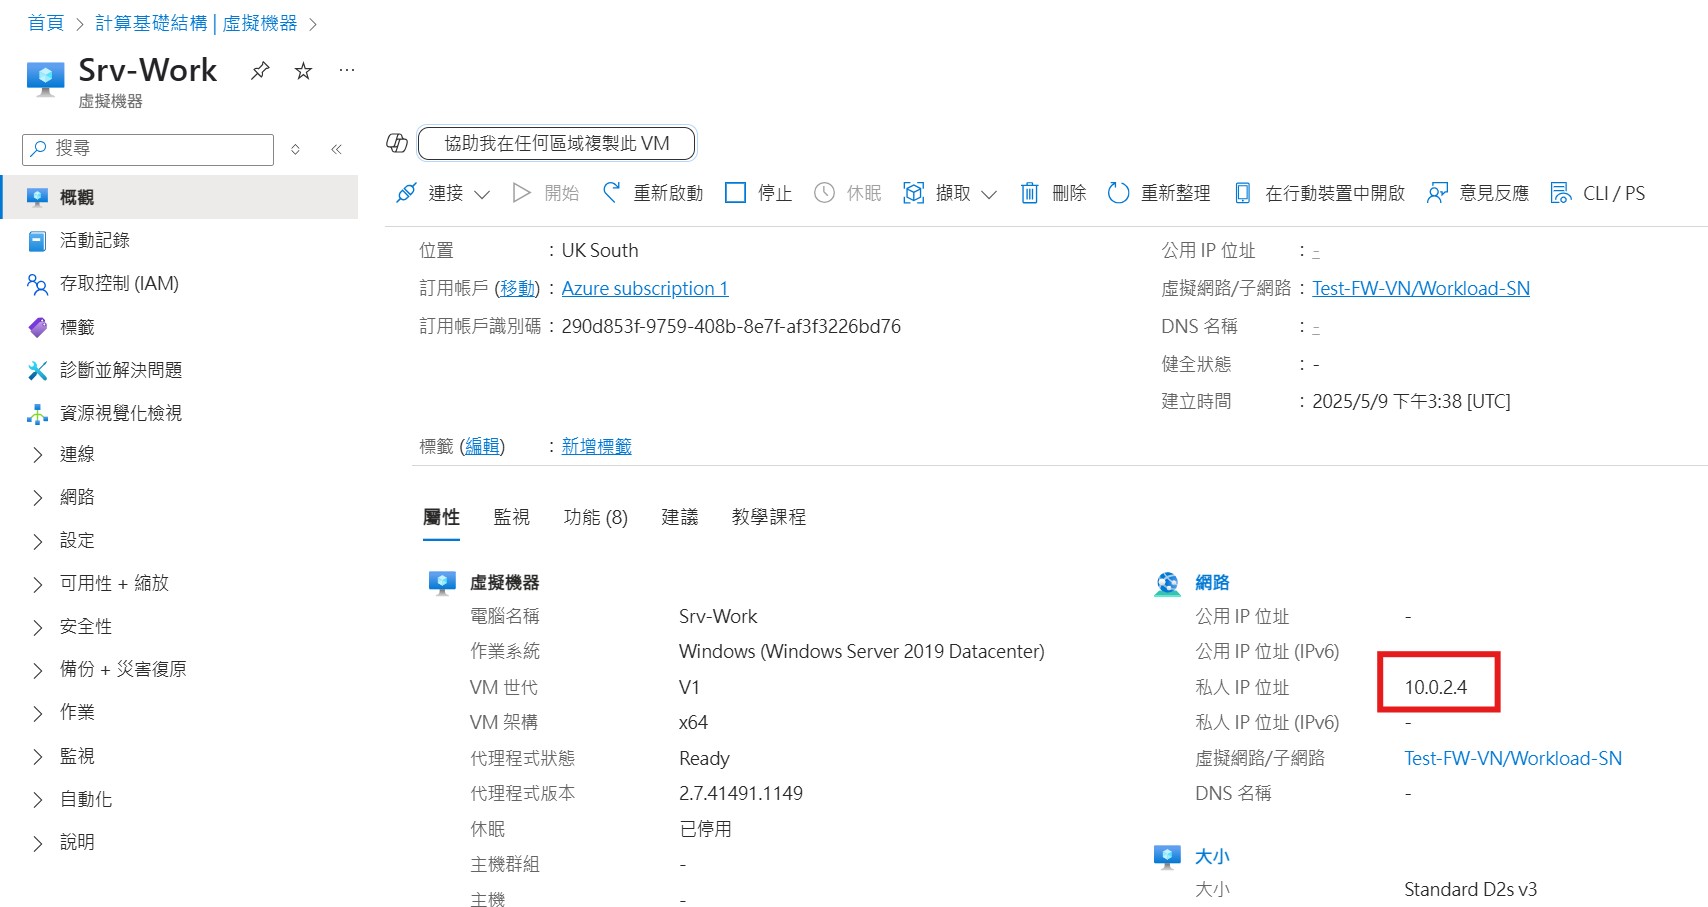 首頁 > 計算基礎結構 | 虛擬機器 >
Srv-Work
虛擬機器
搜尋
概觀
活動記錄
存取控制 (IAM)
標籤
診斷並解決問題
資源視覺化檢視
連線
網路
設定
可用性 + 縮放
安全性
備份 + 災害復原
作業
監視
自動化
說明
協助我在任何區域複製此 VM
連接 開始 重新啟動 停止 休眠 擷取 刪除 重新整理 在行動裝置中開啟 意見反應 CLI / PS
位置 : UK South
訂用帳戶 (移動) : Azure subscription 1
訂用帳戶識別碼 : 290d853f-9759-408b-8e7f-af3f3226bd76
公用 IP 位址 : -
虛擬網路/子網路 : Test-FW-VN/Workload-SN
DNS 名稱 : -
健全狀態 : -
建立時間 : 2025/5/9 下午3:38 [UTC]
標籤 (編輯) : 新增標籤
屬性 監視 功能 (8) 建議 教學課程
虛擬機器
電腦名稱 Srv-Work
作業系統 Windows (Windows Server 2019 Datacenter)
VM 世代 V1
VM 架構 x64
代理程式狀態 Ready
代理程式版本 2.7.41491.1149
休眠 已停用
主機群組 -
主機 -
網路
公用 IP 位址 -
公用 IP 位址 (IPv6)
私人 IP 位址 10.0.2.4
私人 IP 位址 (IPv6) -
虛擬網路/子網路 Test-FW-VN/Workload-SN
DNS 名稱 -
大小
大小 Standard D2s v3